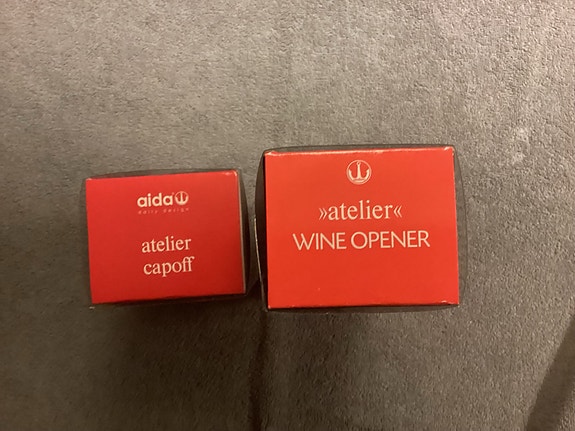 aida
daily design
atelier
capoff
»atelier«
WINE OPENER